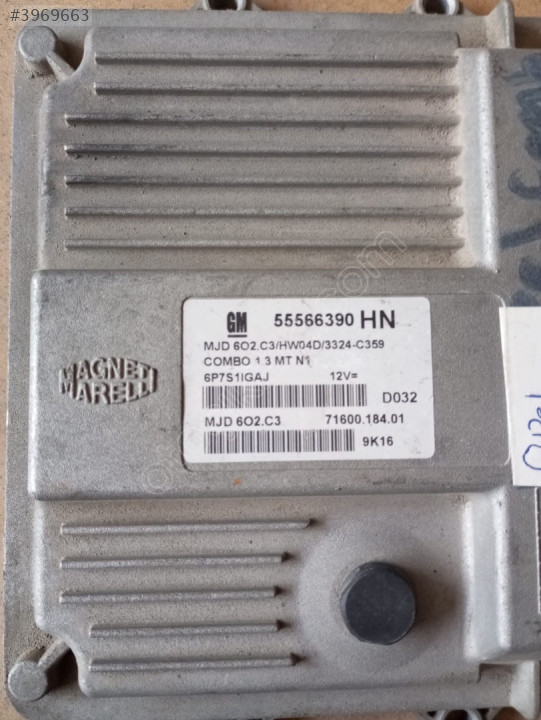 #3969663
GM 55566390 HN
MJD 6O2.C3/HW04D/3324-C359
COMBO 1.3 MT N1
6P7S1IGAJ 12V=
D032
MJD 6O2.C3 71600.184.01
9K16
MAGNETI
MARELLI
Opel